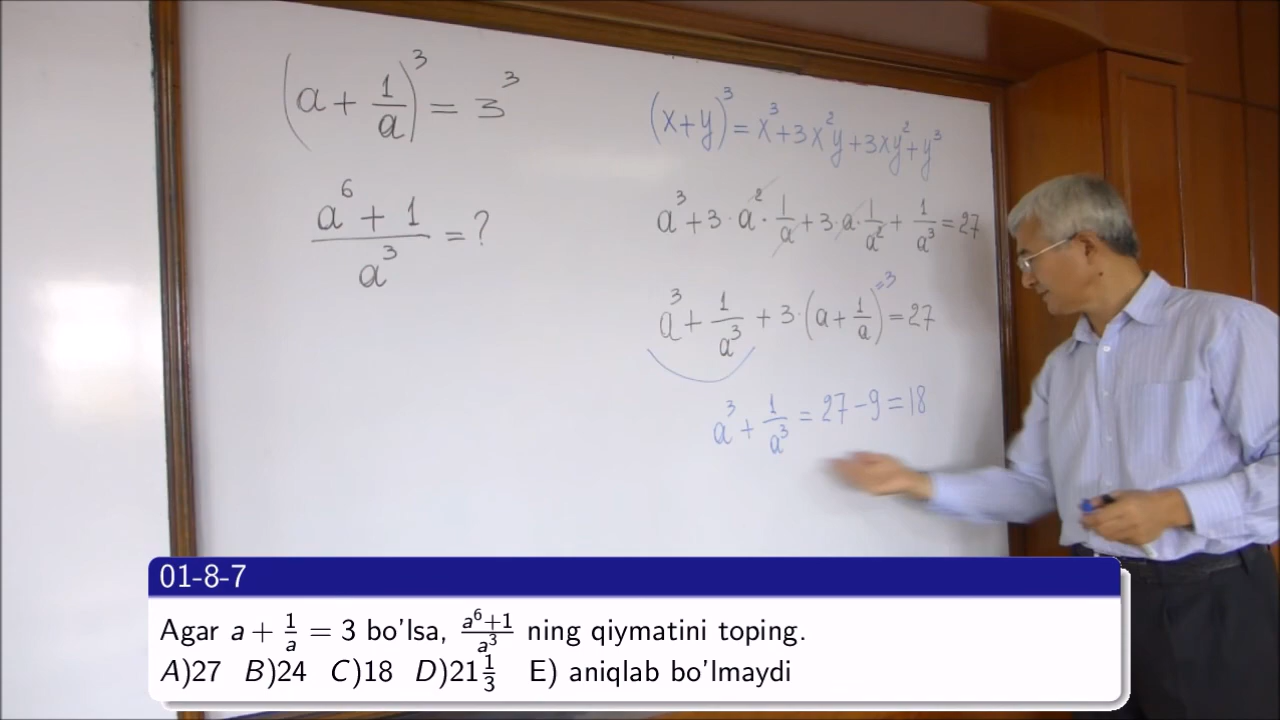 (a + 1/a)³ = 3³
(a⁶ + 1)/a³ = ?
(x+y)³ = x³ + 3x²y + 3xy² + y³
a³ + 3 · a² · 1/a + 3 · a · 1/a² + 1/a³ = 27
a³ + 1/a³ + 3 · (a + 1/a)⁼³ = 27
a³ + 1/a³ = 27 - 9 = 18
01-8-7
Agar a + 1/a = 3 bo'lsa, (a⁶+1)/a³ ning qiymatini toping.
A)27 B)24 C)18 D)21 1/3 E) aniqlab bo'lmaydi